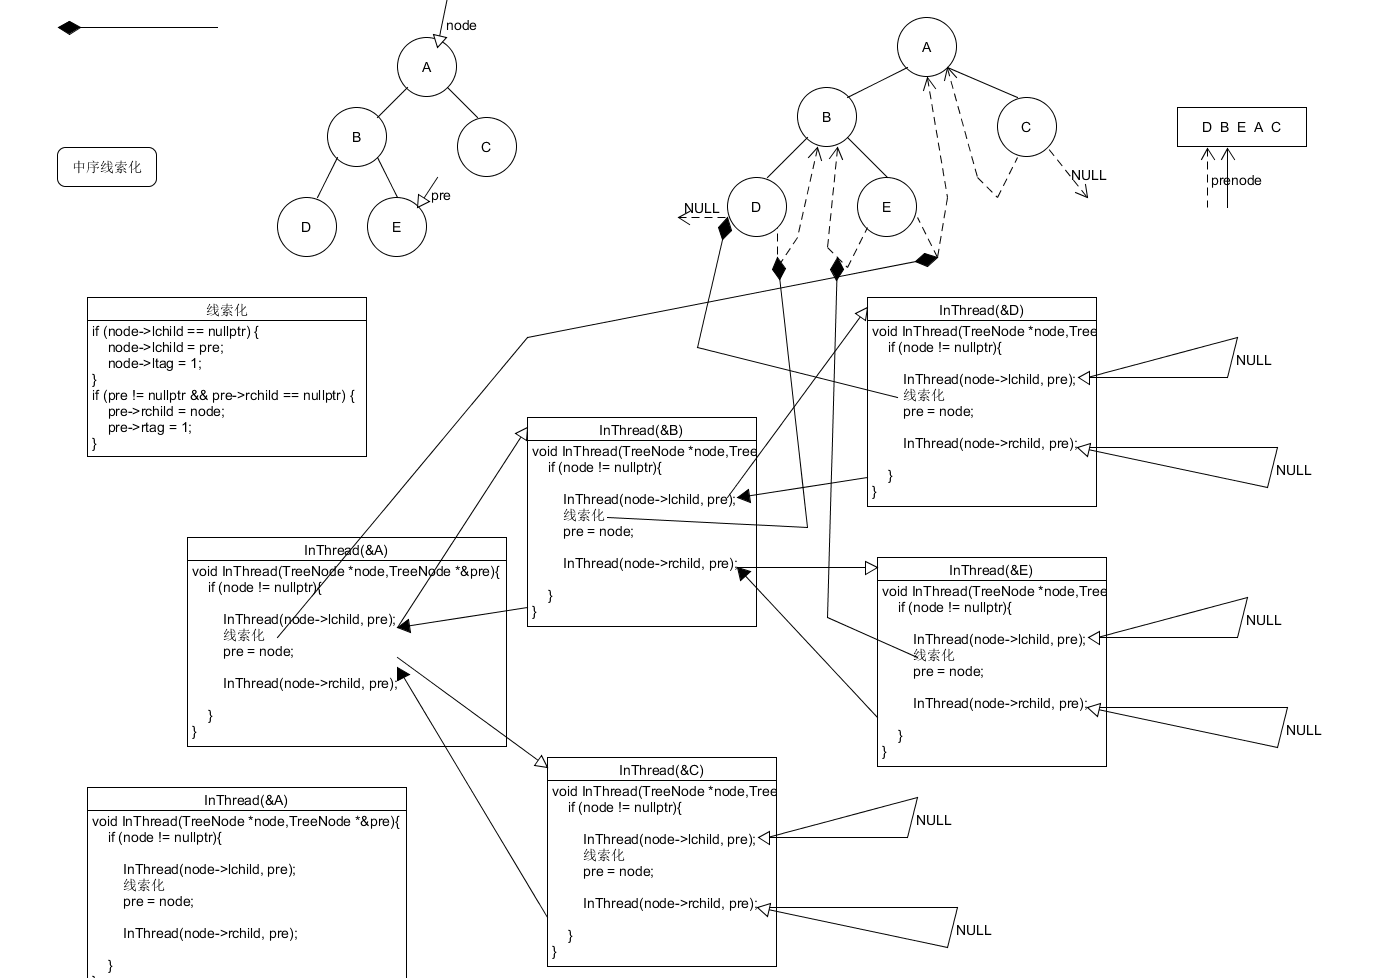 node
A
B
C
pre
D
E
中序线索化
A
B
C
NULL
NULL
D
E
D B E A C
prenode
线索化
if (node->lchild == nullptr) {
node->lchild = pre;
node->ltag = 1;
}
if (pre != nullptr && pre->rchild == nullptr) {
pre->rchild = node;
pre->rtag = 1;
}
InThread(&D)
void InThread(TreeNode *node,Tree
if (node != nullptr){
InThread(node->lchild, pre);
线索化
pre = node;
InThread(node->rchild, pre);
}
}
NULL
NULL
InThread(&B)
void InThread(TreeNode *node,Tree
if (node != nullptr){
InThread(node->lchild, pre);
线索化
pre = node;
InThread(node->rchild, pre);
}
}
InThread(&A)
void InThread(TreeNode *node,TreeNode *&pre){
if (node != nullptr){
InThread(node->lchild, pre);
线索化
pre = node;
InThread(node->rchild, pre);
}
}
InThread(&E)
void InThread(TreeNode *node,Tree
if (node != nullptr){
InThread(node->lchild, pre);
线索化
pre = node;
InThread(node->rchild, pre);
}
}
NULL
NULL
InThread(&C)
void InThread(TreeNode *node,Tree
if (node != nullptr){
InThread(node->lchild, pre);
线索化
pre = node;
InThread(node->rchild, pre);
}
}
NULL
NULL
InThread(&A)
void InThread(TreeNode *node,TreeNode *&pre){
if (node != nullptr){
InThread(node->lchild, pre);
线索化
pre = node;
InThread(node->rchild, pre);
}